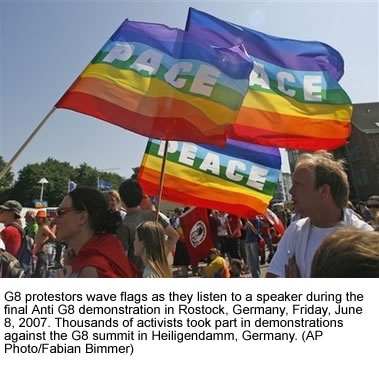 PEACE
PEACE
PEACE
G8 protestors wave flags as they listen to a speaker during the
final Anti G8 demonstration in Rostock, Germany, Friday, June
8, 2007. Thousands of activists took part in demonstrations
against the G8 summit in Heiligendamm, Germany. (AP
Photo/Fabian Bimmer)